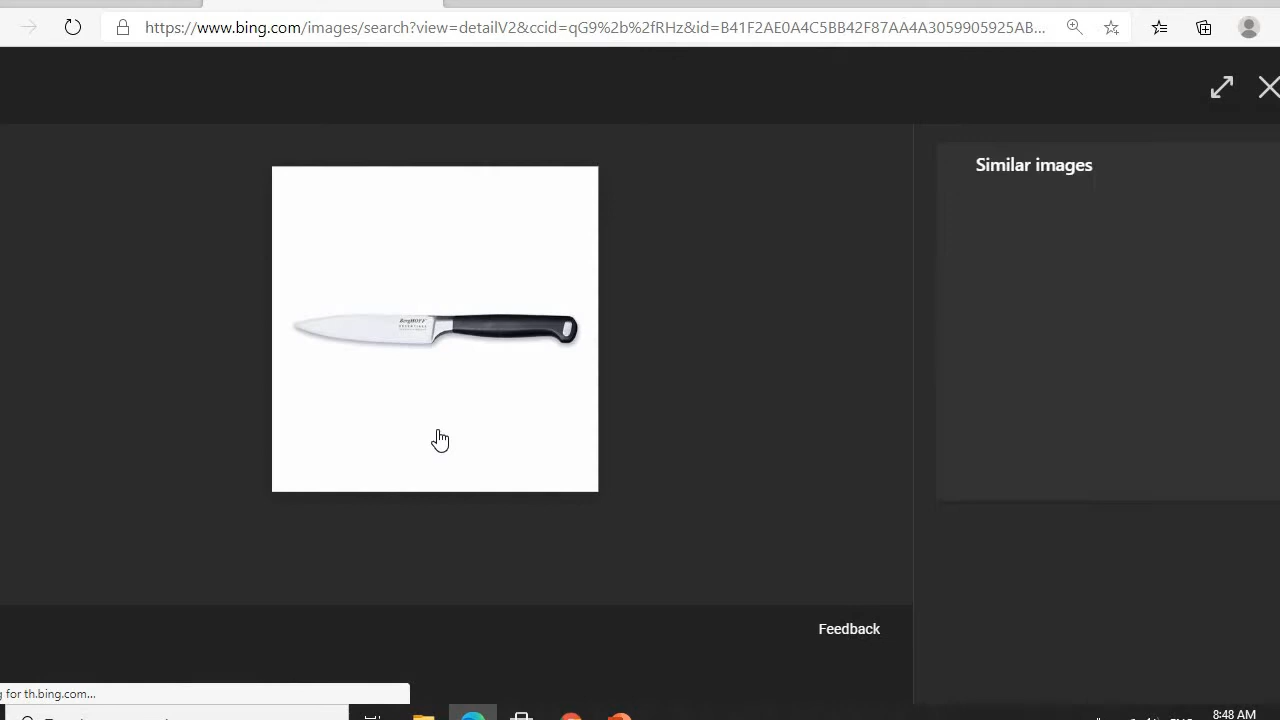 https://www.bing.com/images/search?view=detailV2&ccid=qG9%2b%2fRHz&id=B41F2AE0A4C5BB42F87AA4A3059905925AB...
Similar images
BergHOFF
Feedback
for th.bing.com...
8:48 AM